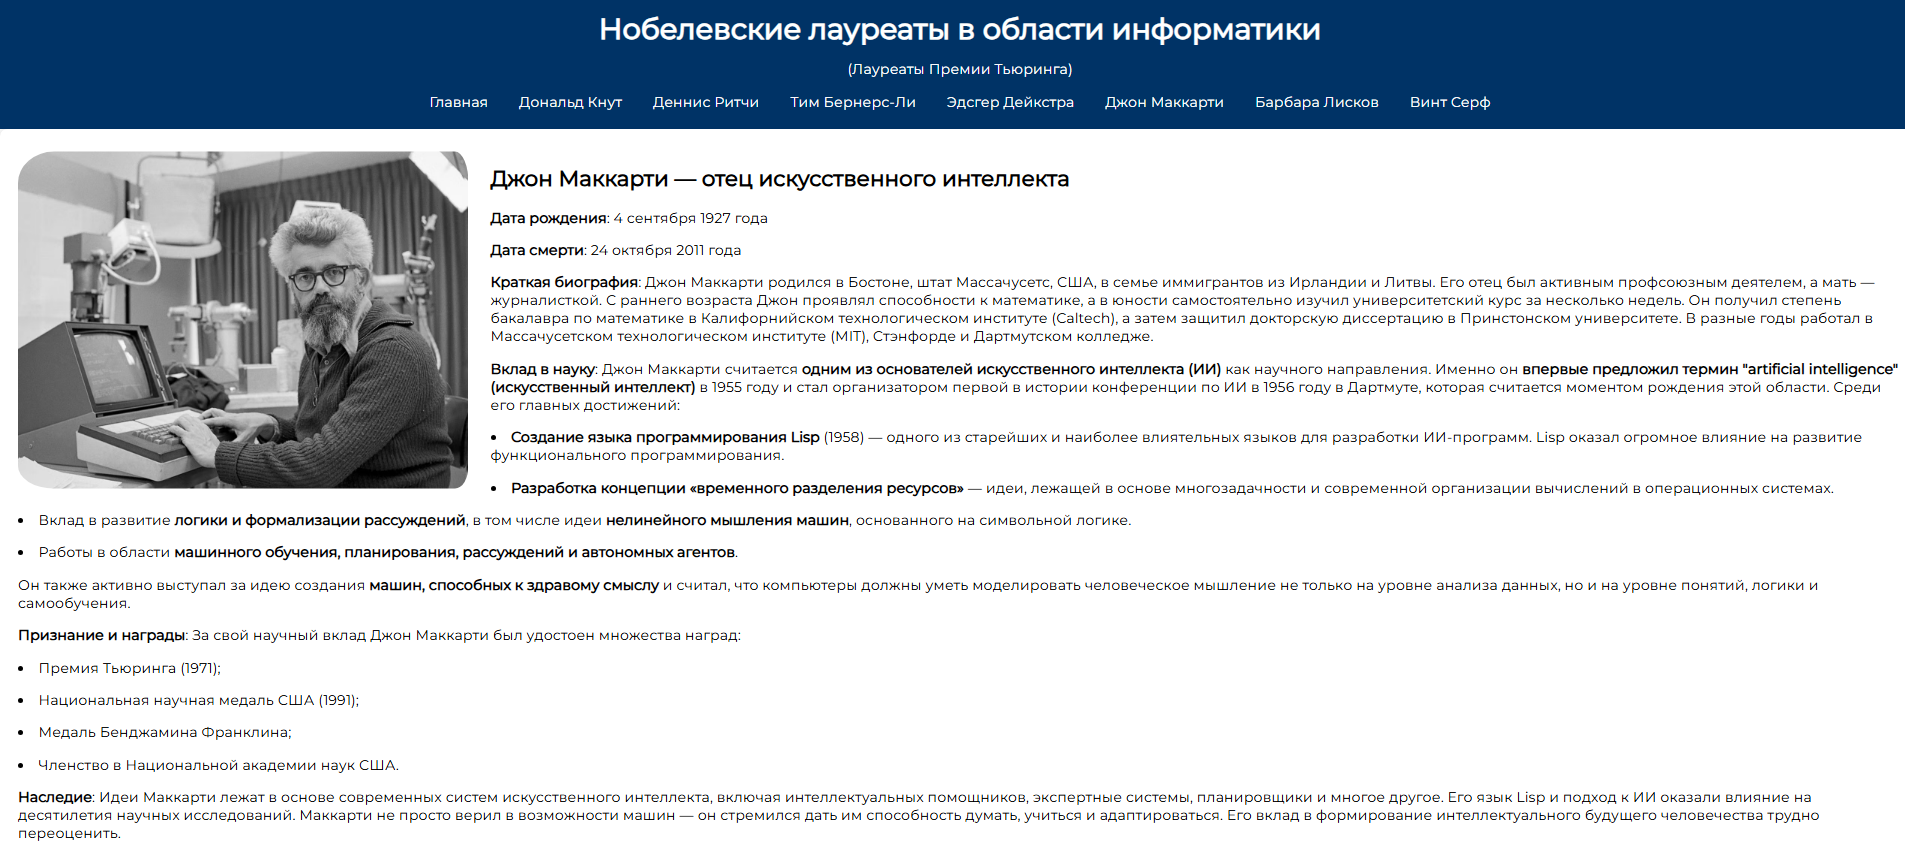 Нобелевские лауреаты в области информатики
(Лауреаты Премии Тьюринга)
Главная Дональд Кнут Деннис Ритчи Тим Бернерс-Ли Эдсгер Дейкстра Джон Маккарти Барбара Лисков Винт Серф
Джон Маккарти — отец искусственного интеллекта
Дата рождения: 4 сентября 1927 года
Дата смерти: 24 октября 2011 года
Краткая биография: Джон Маккарти родился в Бостоне, штат Массачусетс, США, в семье иммигрантов из Ирландии и Литвы. Его отец был активным профсоюзным деятелем, а мать —
журналисткой. С раннего возраста Джон проявлял способности к математике, а в юности самостоятельно изучил университетский курс за несколько недель. Он получил степень
бакалавра по математике в Калифорнийском технологическом институте (Caltech), а затем защитил докторскую диссертацию в Принстонском университете. В разные годы работал в
Массачусетском технологическом институте (MIT), Стэнфорде и Дартмутском колледже.
Вклад в науку: Джон Маккарти считается одним из основателей искусственного интеллекта (ИИ) как научного направления. Именно он впервые предложил термин "artificial intelligence"
(искусственный интеллект) в 1955 году и стал организатором первой в истории конференции по ИИ в 1956 году в Дартмуте, которая считается моментом рождения этой области. Среди
его главных достижений:
• Создание языка программирования Lisp (1958) — одного из старейших и наиболее влиятельных языков для разработки ИИ-программ. Lisp оказал огромное влияние на развитие
функционального программирования.
• Разработка концепции «временного разделения ресурсов» — идеи, лежащей в основе многозадачности и современной организации вычислений в операционных системах.
• Вклад в развитие логики и формализации рассуждений, в том числе идеи нелинейного мышления машин, основанного на символьной логике.
• Работы в области машинного обучения, планирования, рассуждений и автономных агентов.
Он также активно выступал за идею создания машин, способных к здравому смыслу и считал, что компьютеры должны уметь моделировать человеческое мышление не только на уровне анализа данных, но и на уровне понятий, логики и
самообучения.
Признание и награды: За свой научный вклад Джон Маккарти был удостоен множества наград:
• Премия Тьюринга (1971);
• Национальная научная медаль США (1991);
• Медаль Бенджамина Франклина;
• Членство в Национальной академии наук США.
Наследие: Идеи Маккарти лежат в основе современных систем искусственного интеллекта, включая интеллектуальных помощников, экспертные системы, планировщики и многое другое. Его язык Lisp и подход к ИИ оказали влияние на
десятилетия научных исследований. Маккарти не просто верил в возможности машин — он стремился дать им способность думать, учиться и адаптироваться. Его вклад в формирование интеллектуального будущего человечества трудно
переоценить.